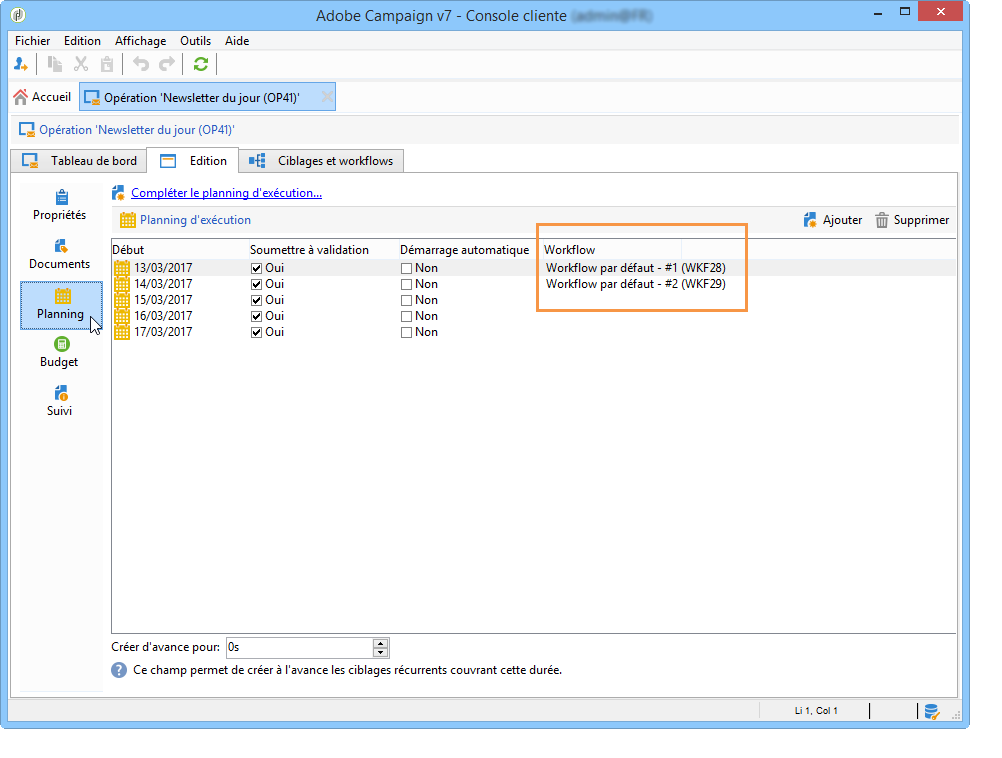 Adobe Campaign v7 - Console cliente
Fichier Edition Affichage Outils Aide
Accueil Opération 'Newsletter du jour (OP41)'
Opération 'Newsletter du jour (OP41)'
Tableau de bord Edition Ciblages et workflows
Propriétés
Documents
Planning
Budget
Suivi
Compléter le planning d'exécution...
Planning d'exécution Ajouter Supprimer
Début Soumettre à validation Démarrage automatique Workflow
13/03/2017 Oui Non Workflow par défaut - #1 (WKF28)
14/03/2017 Oui Non Workflow par défaut - #2 (WKF29)
15/03/2017 Oui Non
16/03/2017 Oui Non
17/03/2017 Oui Non
Créer d'avance pour: 0s
Ce champ permet de créer à l'avance les ciblages récurrents couvrant cette durée.
Li 1, Col 1